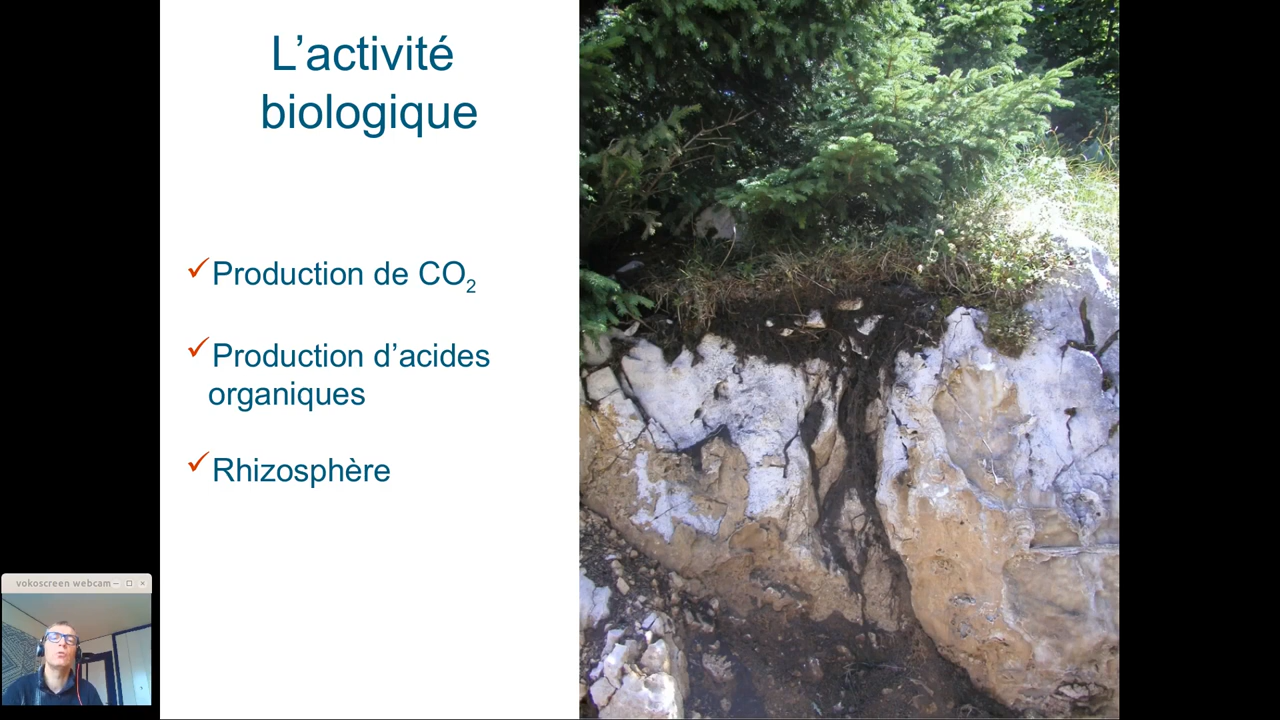 L’activité
biologique
✓Production de CO₂
✓Production d’acides
organiques
✓Rhizosphère
vokoscreen webcam